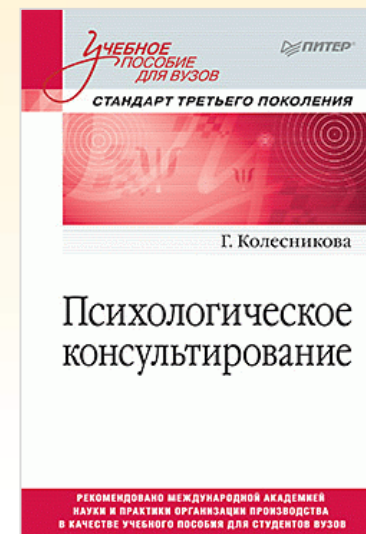 УЧЕБНОЕ
ПОСОБИЕ
ДЛЯ ВУЗОВ
ПИТЕР®
СТАНДАРТ ТРЕТЬЕГО ПОКОЛЕНИЯ
Г. Колесникова
Психологическое
консультирование
РЕКОМЕНДОВАНО МЕЖДУНАРОДНОЙ АКАДЕМИЕЙ
НАУКИ И ПРАКТИКИ ОРГАНИЗАЦИИ ПРОИЗВОДСТВА
В КАЧЕСТВЕ УЧЕБНОГО ПОСОБИЯ ДЛЯ СТУДЕНТОВ ВУЗОВ